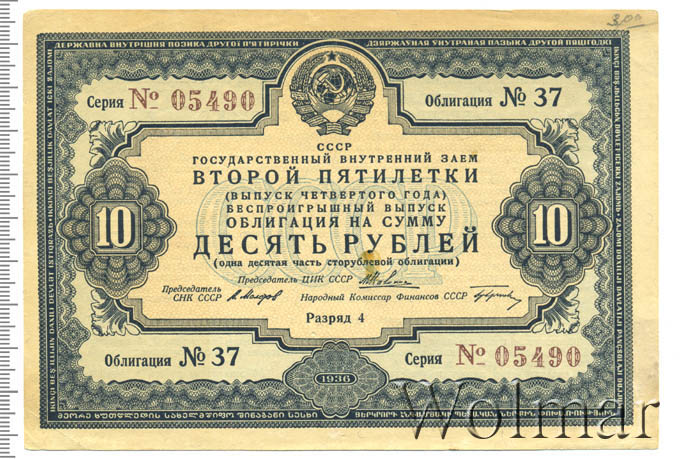 300
ДЕРЖАВНА ВНУТРІШНЯ ПОЗИКА ДРУГОЇ П'ЯТИРІЧКИ
ДЗЯРЖАЎНАЯ УНУТРАНАЯ ПАЗЫКА ДРУГОЙ ПЯЦІГОДКІ
Серия № 05490
Облигация № 37
СССР
ГОСУДАРСТВЕННЫЙ ВНУТРЕННИЙ ЗАЕМ
ВТОРОЙ ПЯТИЛЕТКИ
(ВЫПУСК ЧЕТВЕРТОГО ГОДА)
БЕСПРОИГРЫШНЫЙ ВЫПУСК
ОБЛИГАЦИЯ НА СУММУ
10
ДЕСЯТЬ РУБЛЕЙ
10
(одна десятая часть сторублевой облигации)
Председатель ЦИК СССР
Председатель
СНК СССР
Народный Комиссар Финансов СССР
Разряд 4
Облигация № 37
Серия № 05490
1936
Wolmar